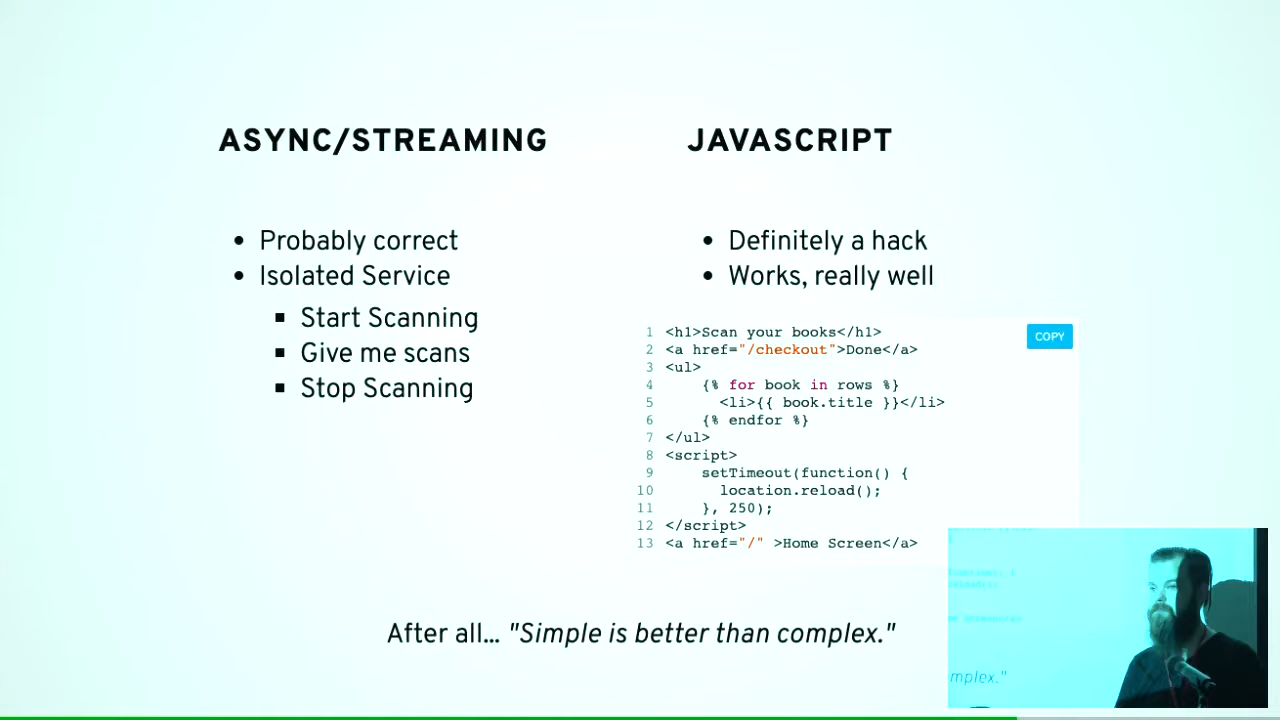 ASYNC/STREAMING
Probably correct
Isolated Service
Start Scanning
Give me scans
Stop Scanning
JAVASCRIPT
Definitely a hack
Works, really well
COPY
1 <h1>Scan your books</h1>
2 <a href="/checkout">Done</a>
3 <ul>
4     {% for book in rows %}
5       <li>{{ book.title }}</li>
6     {% endfor %}
7 </ul>
8 <script>
9     setTimeout(function() {
10       location.reload();
11     }, 250);
12 </script>
13 <a href="/" >Home Screen</a>
After all... "Simple is better than complex."
mplex."